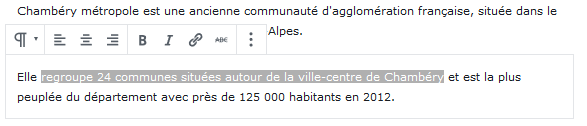 Chambéry métropole est une ancienne communauté d'agglomération française, située dans le
Alpes.
¶ B I ABC
Elle regroupe 24 communes situées autour de la ville-centre de Chambéry et est la plus
peuplée du département avec près de 125 000 habitants en 2012.